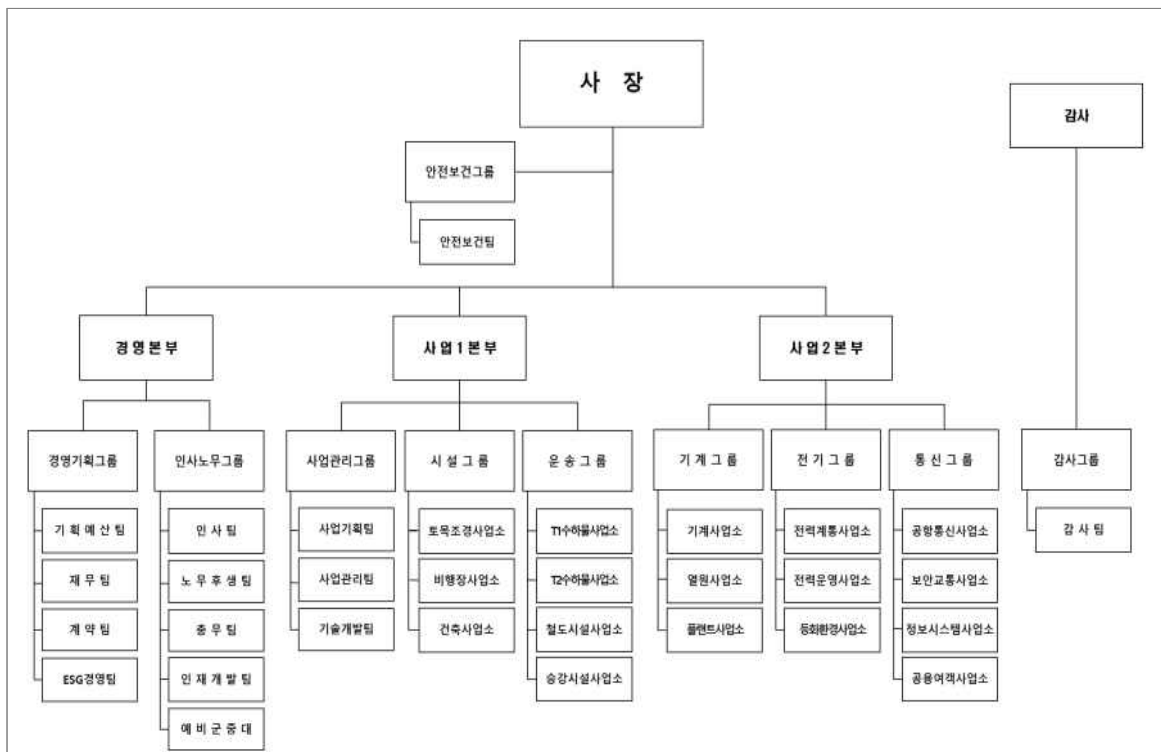 사 장
감사
안전보건그룹
안전보건팀
경영본부
사업1본부
사업2본부
경영기획그룹
인사노무그룹
사업관리그룹
시설그룹
운송그룹
기계그룹
전기그룹
통신그룹
감사그룹
기획예산팀
재무팀
계약팀
ESG경영팀
인사팀
노무후생팀
총무팀
인재개발팀
예비군중대
사업기획팀
사업관리팀
기술개발팀
토목조경사업소
비행장사업소
건축사업소
T1수하물사업소
T2수하물사업소
철도시설사업소
승강시설사업소
기계사업소
열원사업소
플랜트사업소
전력계통사업소
전력운영사업소
등화환경사업소
공항통신사업소
보안교통사업소
정보시스템사업소
공용여객사업소
감사팀